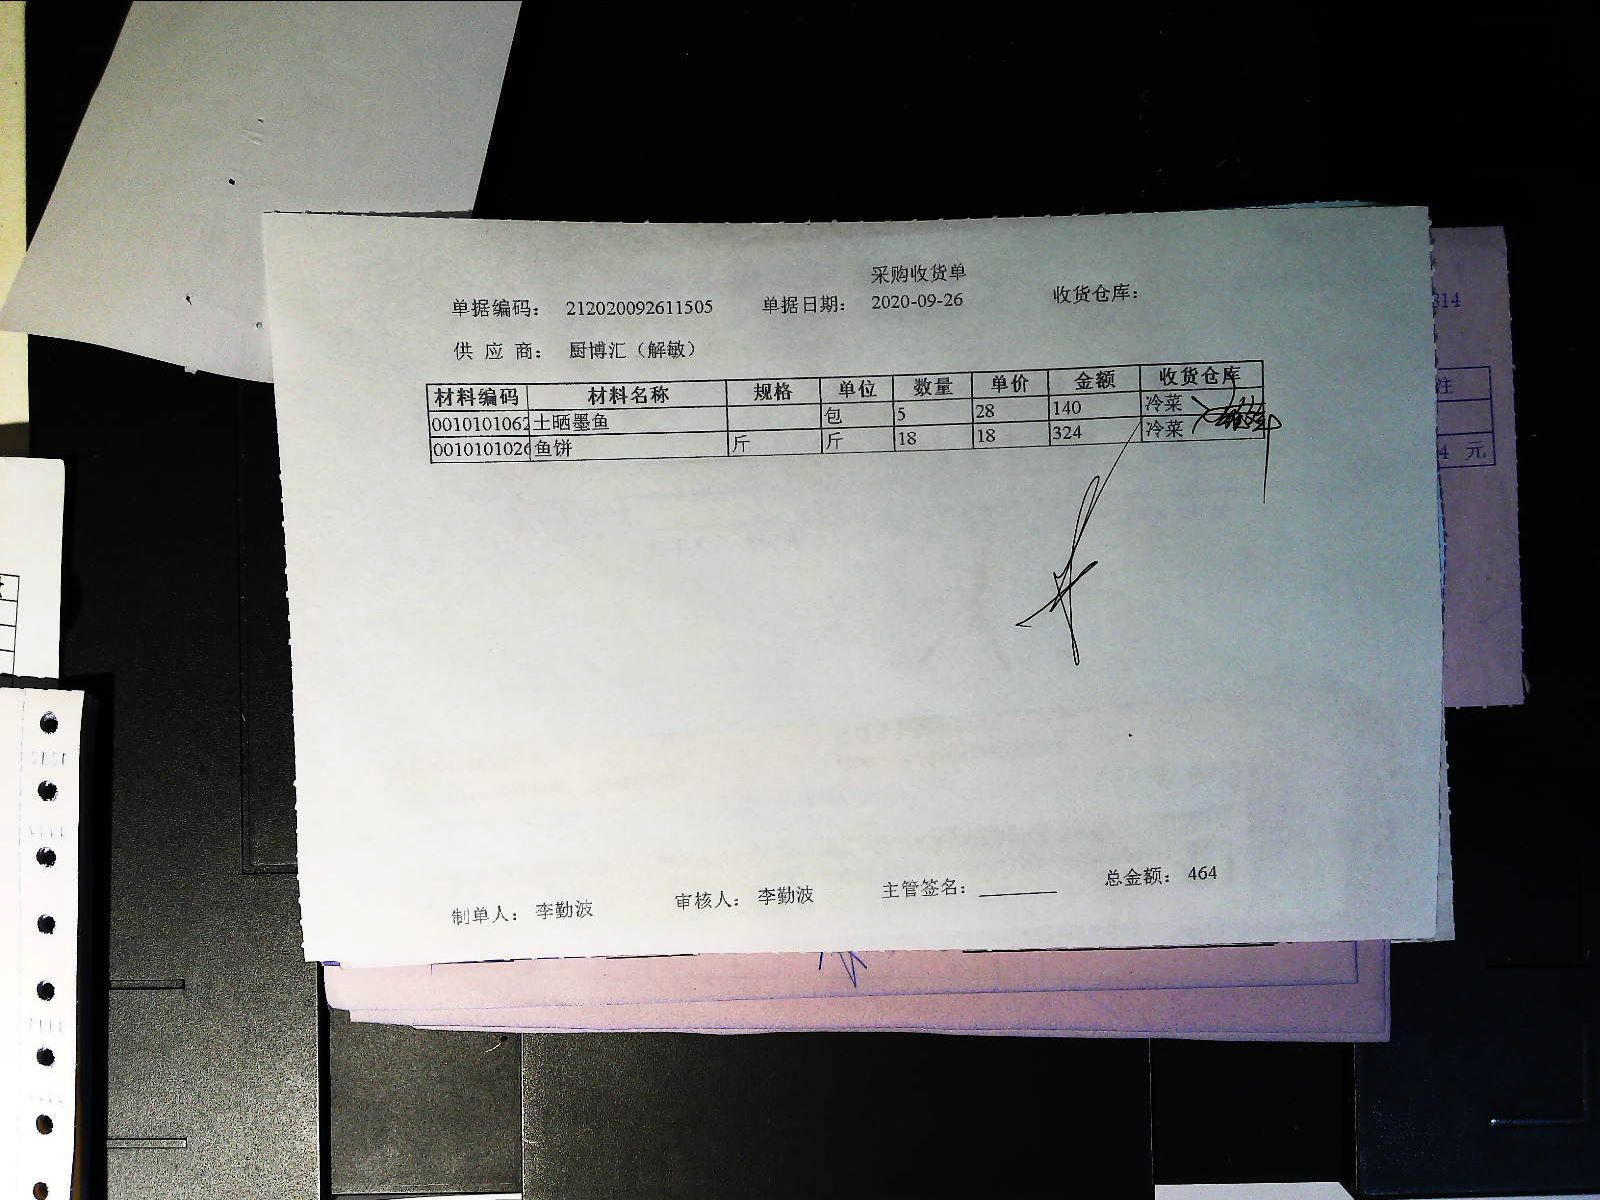 采购收货单
单据编码： 212020092611505 单据日期： 2020-09-26 收货仓库：
供 应 商： 厨博汇（解敏）
材料编码 材料名称 规格 单位 数量 单价 金额 收货仓库
0010101062 土晒墨鱼 包 5 28 140 冷菜
0010101026 鱼饼 斤 斤 18 18 324 冷菜
制单人： 李勤波 审核人： 李勤波 主管签名： 总金额： 464
314
注
4 元